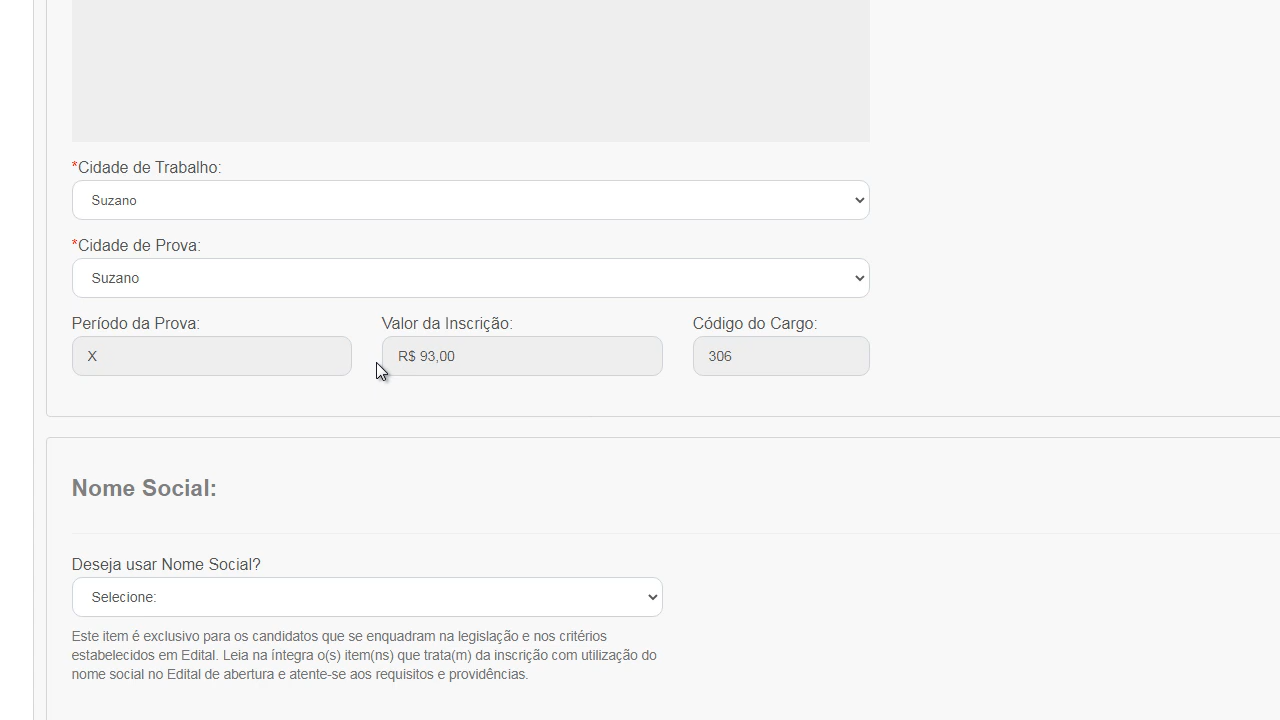 *Cidade de Trabalho:
Suzano
*Cidade de Prova:
Suzano
Período da Prova: Valor da Inscrição: Código do Cargo:
X R$ 93,00 306
Nome Social:
Deseja usar Nome Social?
Selecione:
Este item é exclusivo para os candidatos que se enquadram na legislação e nos critérios
estabelecidos em Edital. Leia na íntegra o(s) item(ns) que trata(m) da inscrição com utilização do
nome social no Edital de abertura e atente-se aos requisitos e providências.